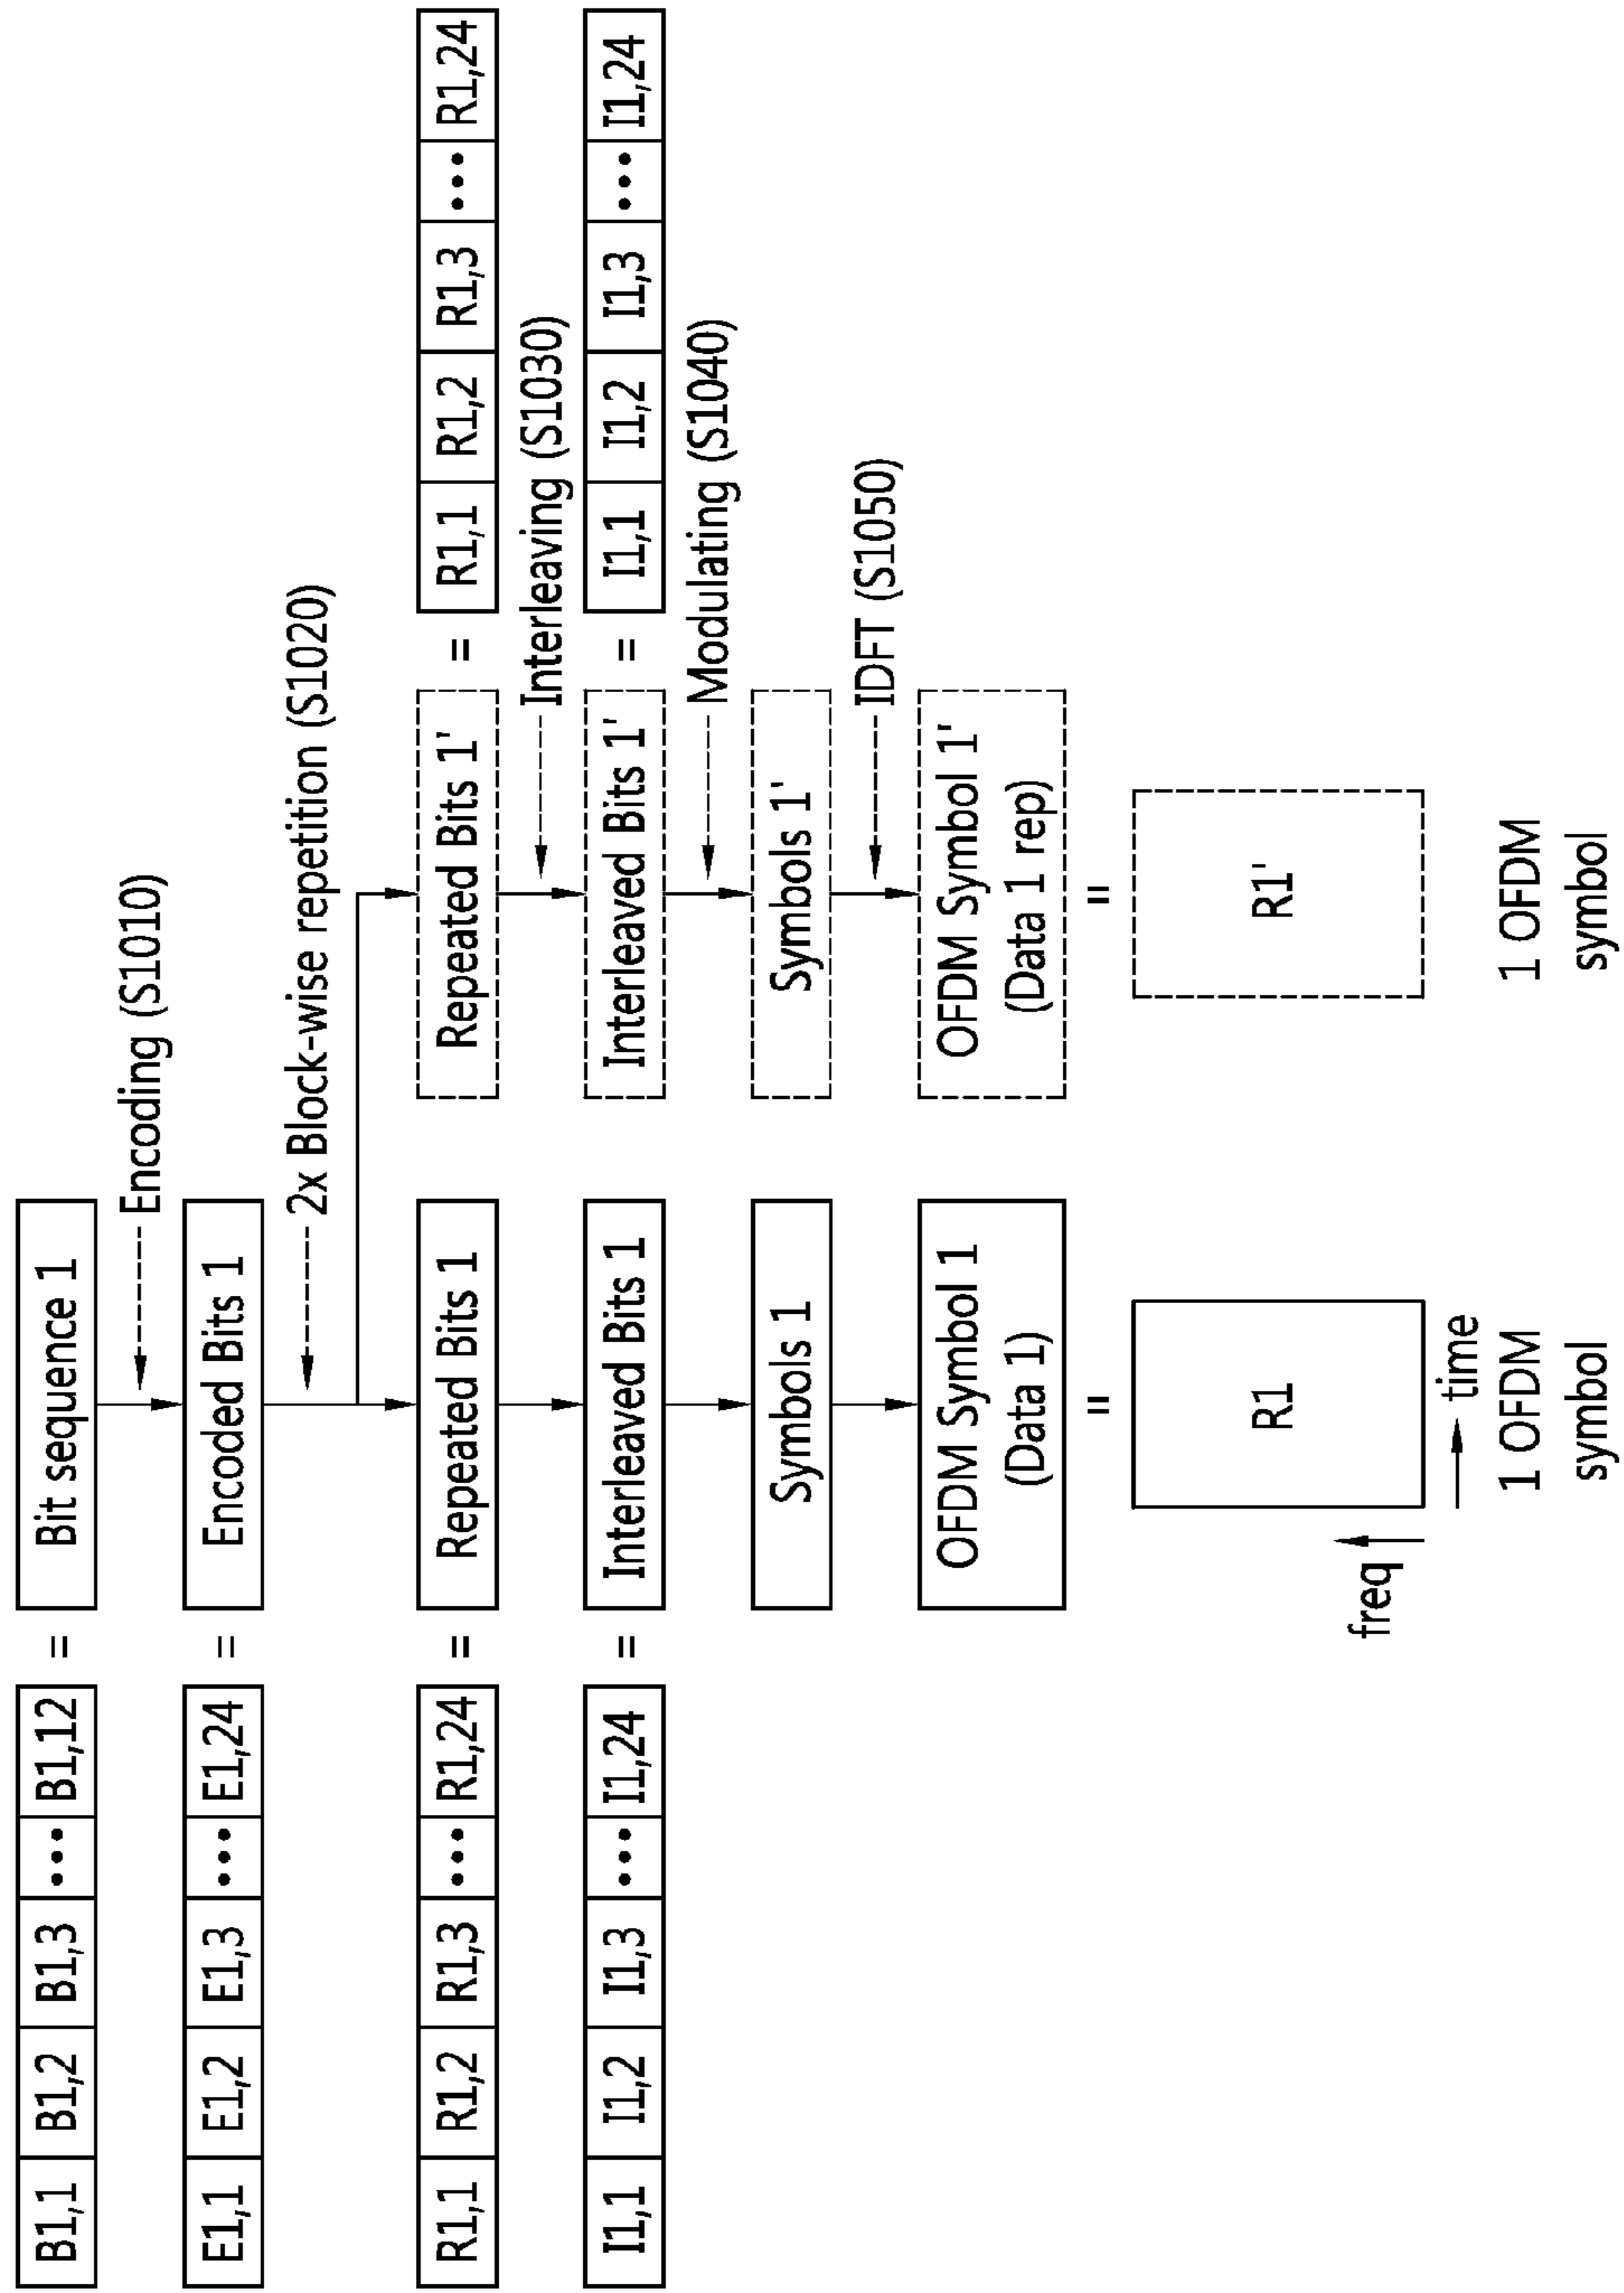 B1,1 B1,2 B1,3 ••• B1,12 = Bit sequence 1
Encoding (S1010)
E1,1 E1,2 E1,3 ••• E1,24 = Encoded Bits 1
2x Block-wise repetition (S1020)
R1,1 R1,2 R1,3 ••• R1,24 = Repeated Bits 1 Repeated Bits 1' = R1,1 R1,2 R1,3 ••• R1,24
Interleaving (S1030)
I1,1 I1,2 I1,3 ••• I1,24 = Interleaved Bits 1 Interleaved Bits 1' = I1,1 I1,2 I1,3 ••• I1,24
Modulating (S1040)
Symbols 1 Symbols 1'
IDFT (S1050)
OFDM Symbol 1 OFDM Symbol 1'
(Data 1) (Data 1 rep)
= =
R1 R1'
freq
time
1 OFDM 1 OFDM
symbol symbol